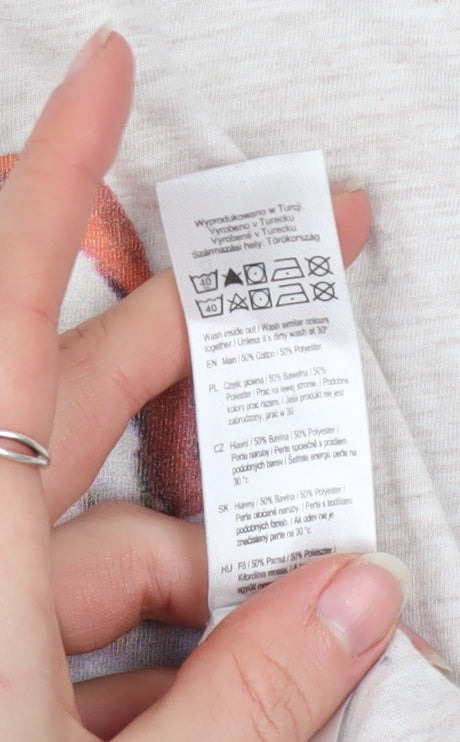 Wyprodukowano w Turcji.
Vyrobeno v Turecku
Vyrobené v Turecku
Származási hely: Törökország
40
40
Wash inside out / Wash similar colours
together / Unless it's dirty wash at 30°
EN Main / 50% Cotton / 50% Polyester
PL Część główna / 50% Bawełna / 50%
Poliester / Prać na lewej stronie. / Podobne
kolory prać razem. / Jeśli produkt nie jest
zabrudzony, prać w 30˚
CZ Hlavní / 50% Bavlna / 50% Polyester /
Perte naruby / Perte společně s prádlem
podobných barev / Šetřete energii, perte na
30 °c
SK Hlavný / 50% Bavlna / 50% Polyester /
Perte otočené naruby. / Perte s textíliami
podobných farieb. / Ak odev nie je
znečistený perte na 30 °c
HU Fő / 50% Pamut / 50% Poliészter /
Kifordítva mossa. / A